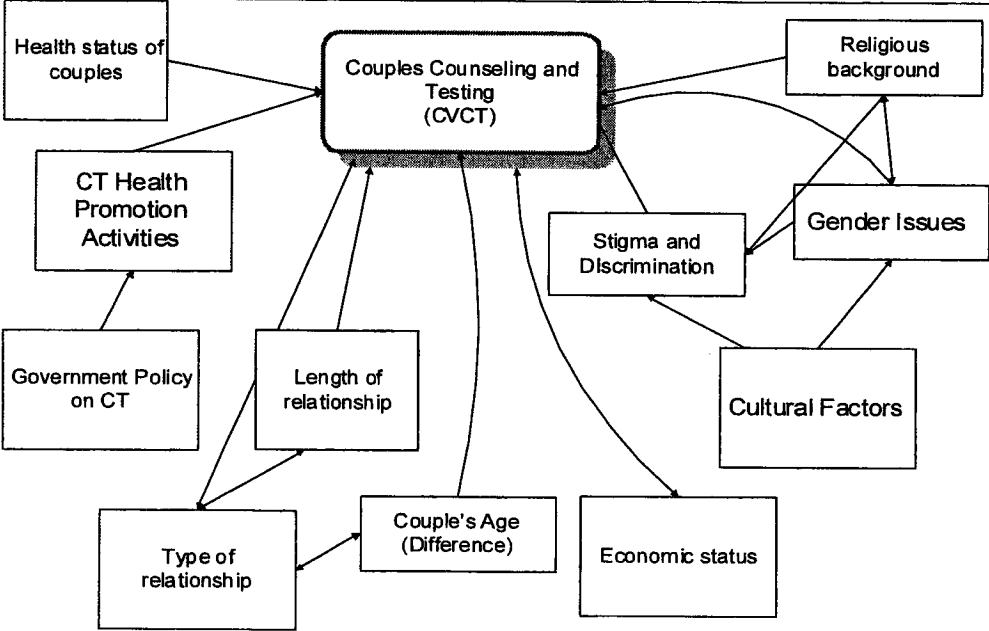 Health status of
couples
Couples Counseling and
Testing
(CVCT)
Religious
background
CT Health
Promotion
Activities
Stigma and
DIscrimination
Gender Issues
Government Policy
on CT
Length of
relationship
Cultural Factors
Type of
relationship
Couple's Age
(Difference)
Economic status